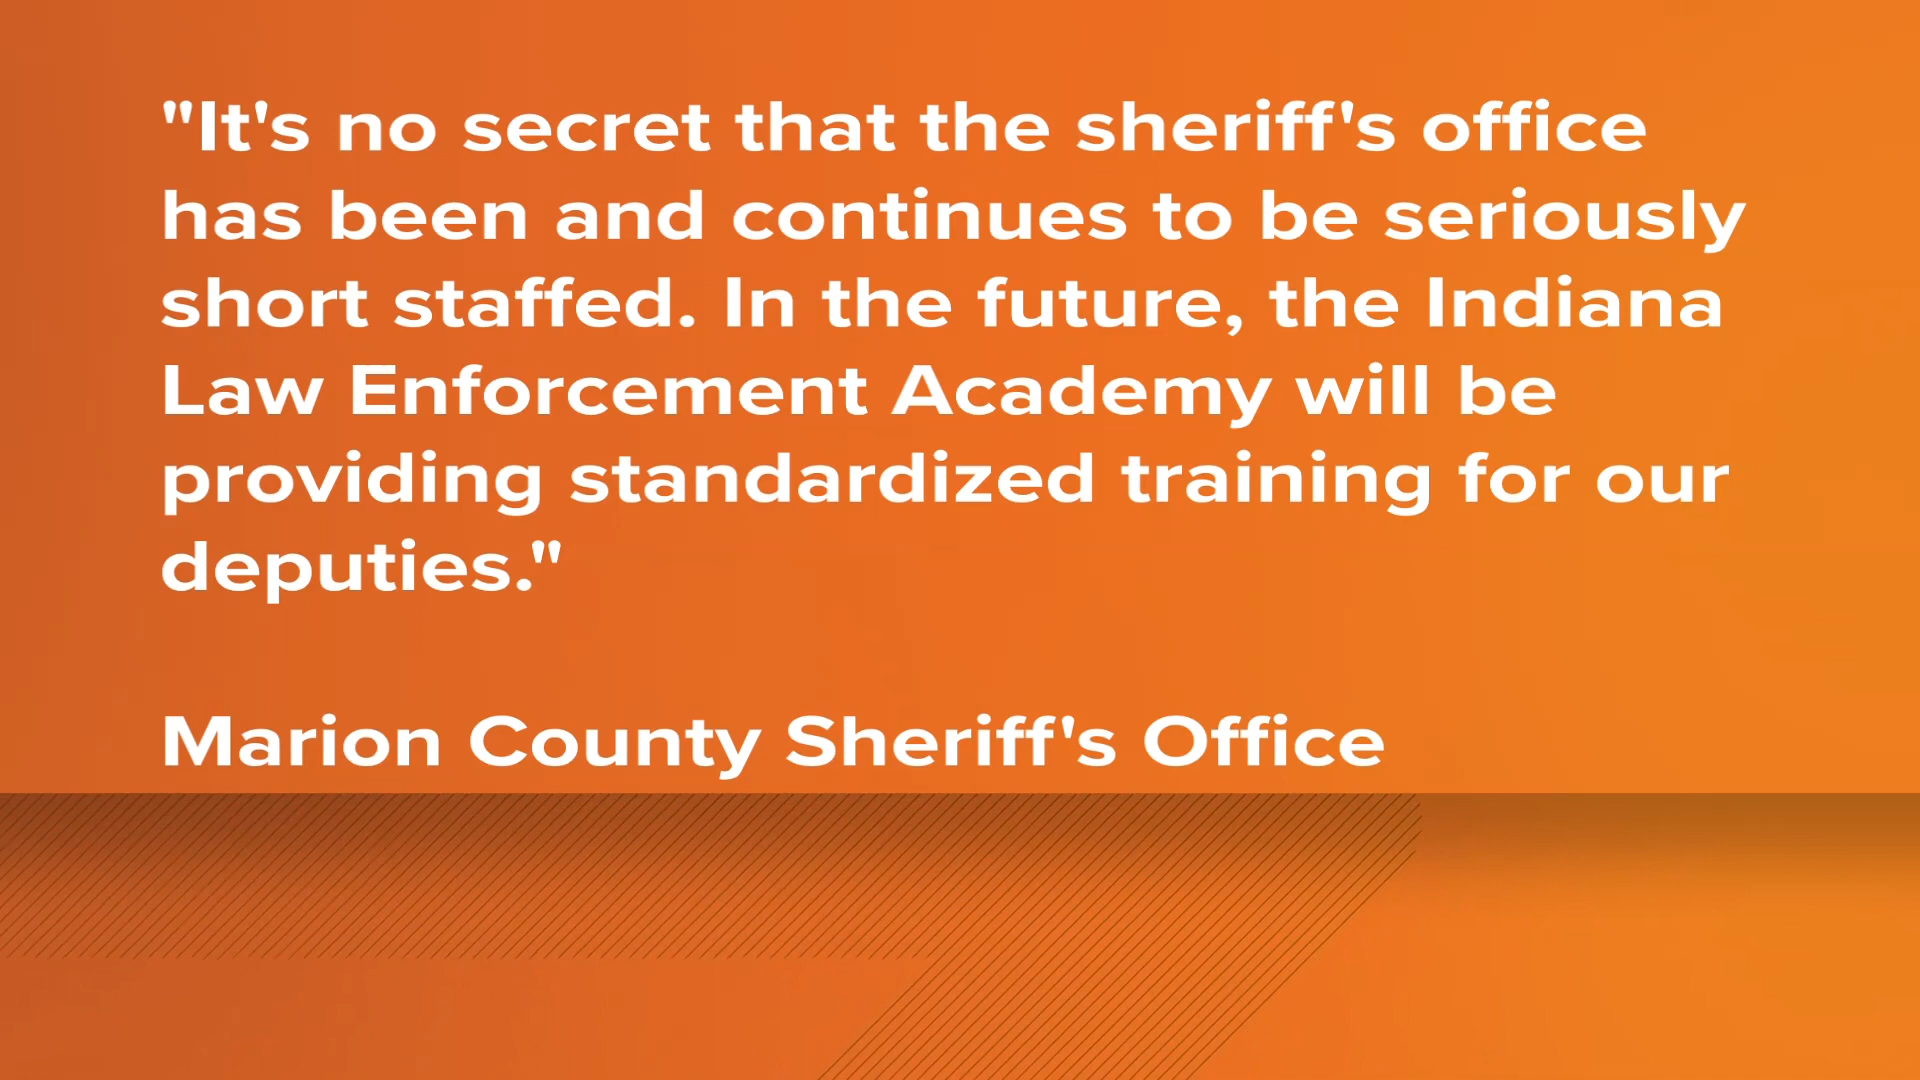 "It's no secret that the sheriff's office
has been and continues to be seriously
short staffed. In the future, the Indiana
Law Enforcement Academy will be
providing standardized training for our
deputies."
Marion County Sheriff's Office